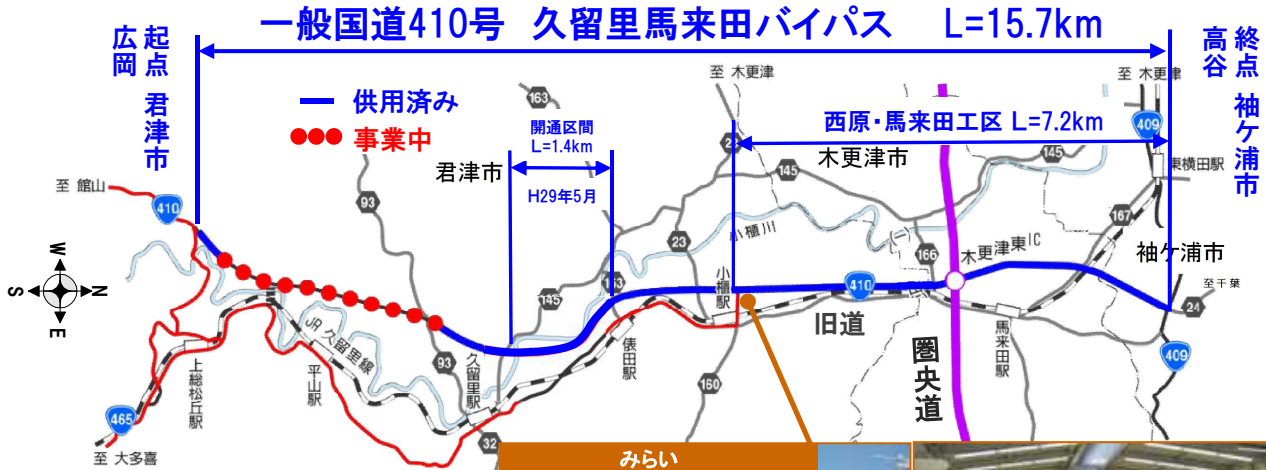 一般国道410号 久留里馬来田バイパス L=15.7km
起点 君津市
広岡
終点 袖ケ浦市
高谷
供用済み
事業中
開通区間
L=1.4km
H29年5月
西原・馬来田工区 L=7.2km
至 木更津
至 木更津
163
409
君津市
木更津市
145
東横田駅
至 館山
410
93
145
167
小櫃川
23
166
木更津東IC
袖ケ浦市
W
S
N
E
小櫃駅
410
至千葉
24
145
旧道
JR 久留里線
93
久留里駅
俵田駅
圏央道
馬来田駅
409
上総松丘駅
平山駅
160
465
32
至 大多喜
みらい